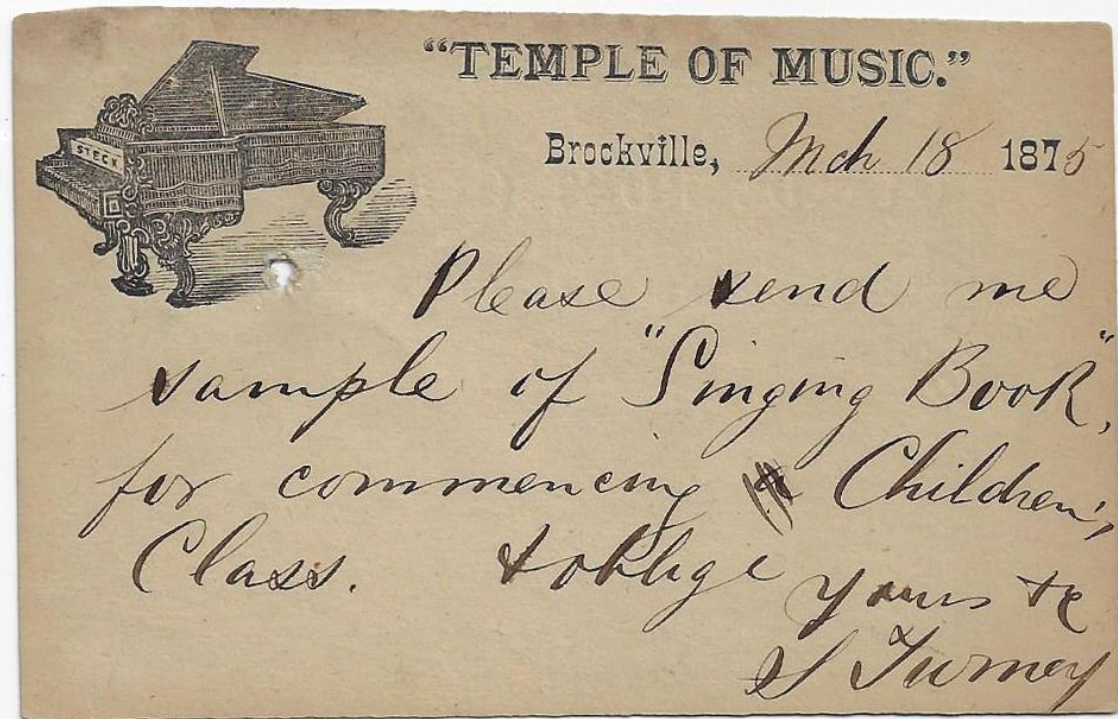 "TEMPLE OF MUSIC."
STECK
Brockville, Mch 18 1875
Please send me
sample of "Singing Book",
for commencing Children's
Class. & oblige
Yours &c
S Turney